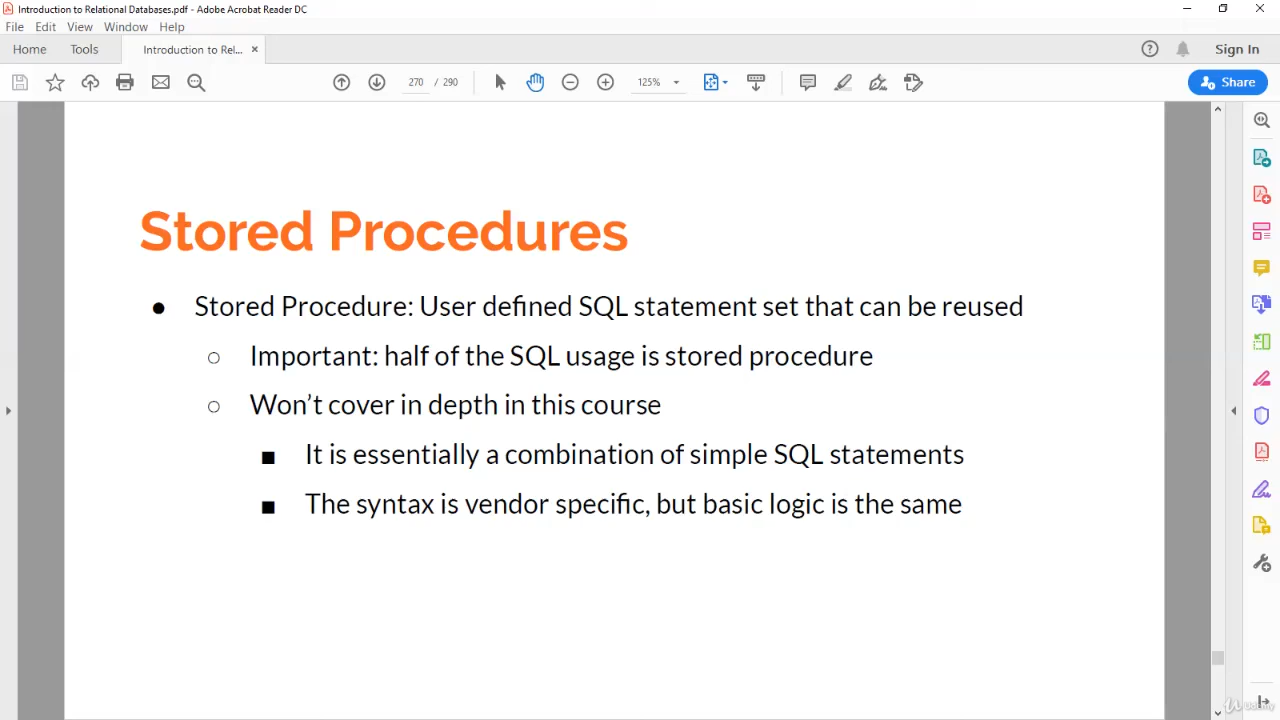 Introduction to Relational Databases.pdf - Adobe Acrobat Reader DC
File Edit View Window Help
Home Tools Introduction to Rel... × Sign In
270 / 290 125% Share
Stored Procedures
● Stored Procedure: User defined SQL statement set that can be reused
○ Important: half of the SQL usage is stored procedure
○ Won't cover in depth in this course
■ It is essentially a combination of simple SQL statements
■ The syntax is vendor specific, but basic logic is the same
Udemy